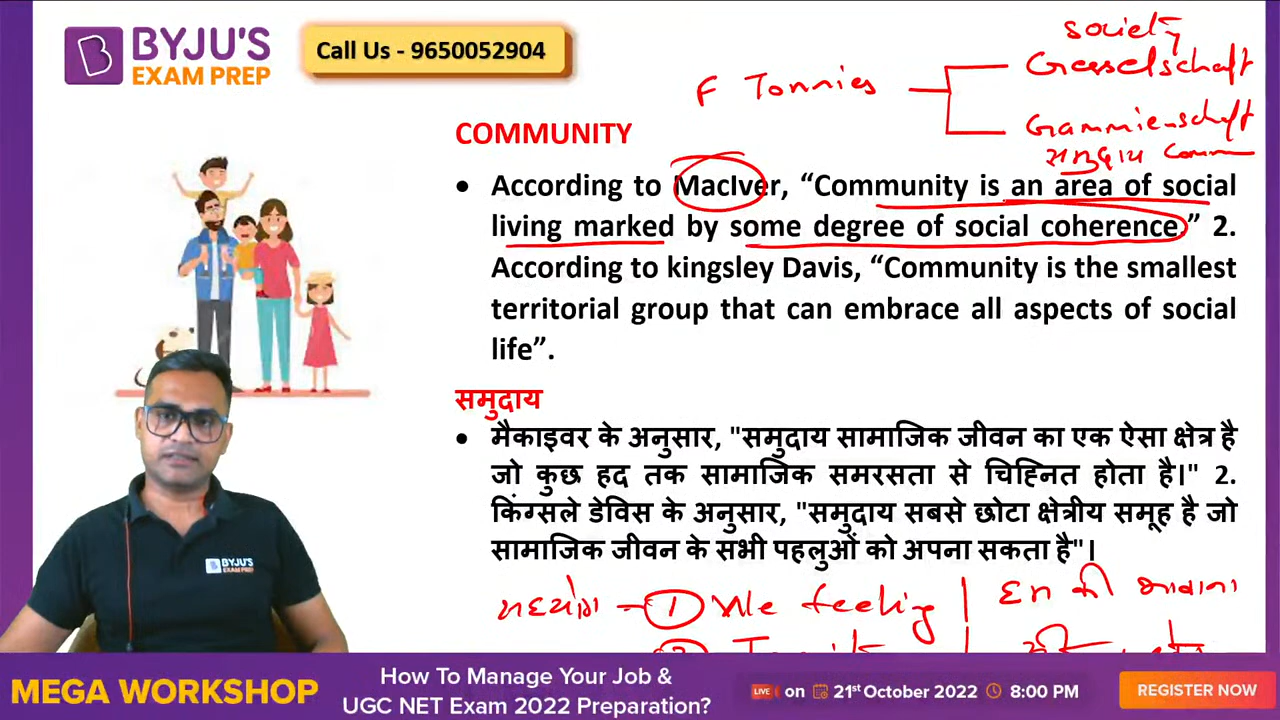 BYJU'S
EXAM PREP
Call Us - 9650052904
society
F Tonnies
Gesselschaft
Gammienschaft
समुदाय Comm
COMMUNITY
• According to MacIver, “Community is an area of social
living marked by some degree of social coherence.” 2.
According to kingsley Davis, “Community is the smallest
territorial group that can embrace all aspects of social
life”.
समुदाय
• मैकाइवर के अनुसार, "समुदाय सामाजिक जीवन का एक ऐसा क्षेत्र है
जो कुछ हद तक सामाजिक समरसता से चिह्नित होता है।" 2.
किंग्सले डेविस के अनुसार, "समुदाय सबसे छोटा क्षेत्रीय समूह है जो
सामाजिक जीवन के सभी पहलुओं को अपना सकता है"।
1 We feeling | हम की भावना
BYJU'S
EXAM PREP
MEGA WORKSHOP
How To Manage Your Job &
UGC NET Exam 2022 Preparation?
LIVE on 21st October 2022 8:00 PM
REGISTER NOW